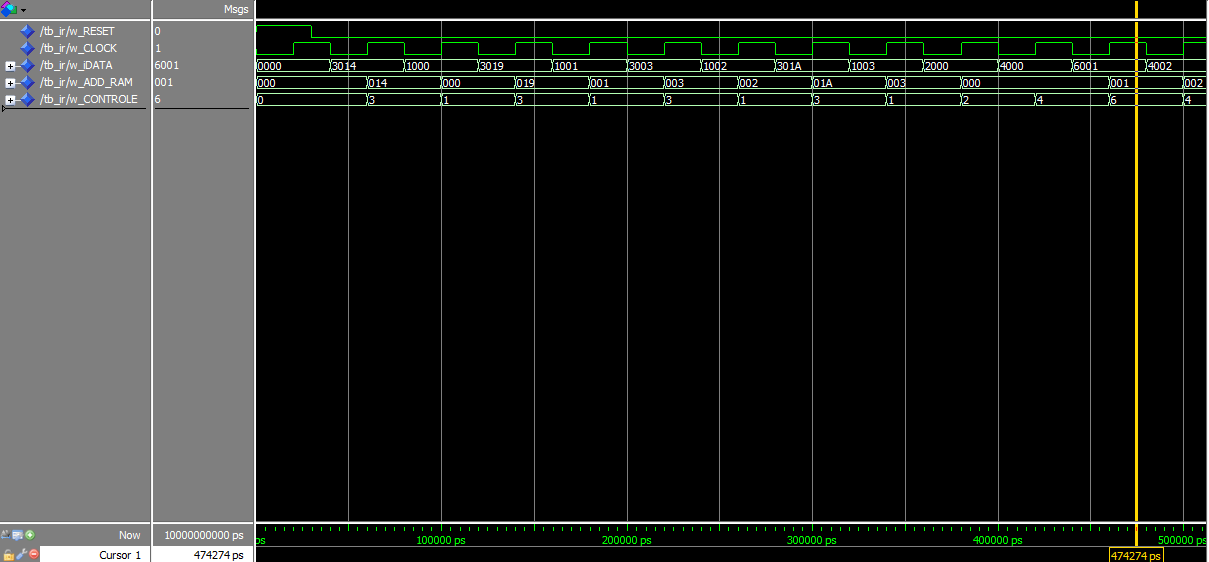 Msgs
/tb_ir/w_RESET 0
/tb_ir/w_CLOCK 1
/tb_ir/w_iDATA 6001 0000 3014 1000 3019 1001 3003 1002 301A 1003 2000 4000 6001 4002
/tb_ir/w_ADD_RAM 001 000 014 000 019 001 003 002 01A 003 000 001 002
/tb_ir/w_CONTROLE 6 0 3 1 3 1 3 1 3 1 2 4 6 4
Now 10000000000 ps ps 100000 ps 200000 ps 300000 ps 400000 ps 500000 ps
Cursor 1 474274 ps 474274 ps